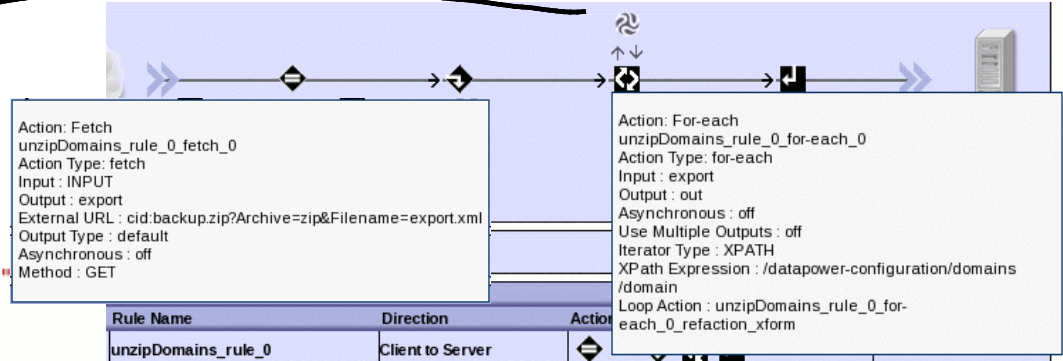 Action: Fetch
unzipDomains_rule_0_fetch_0
Action Type: fetch
Input : INPUT
Output : export
External URL : cid:backup.zip?Archive=zip&Filename=export.xml
Output Type : default
Asynchronous : off
Method : GET
Action: For-each
unzipDomains_rule_0_for-each_0
Action Type: for-each
Input : export
Output : out
Asynchronous : off
Use Multiple Outputs : off
Iterator Type : XPATH
XPath Expression : /datapower-configuration/domains
/domain
Loop Action : unzipDomains_rule_0_for-
each_0_refaction_xform
Rule Name Direction Action
unzipDomains_rule_0 Client to Server